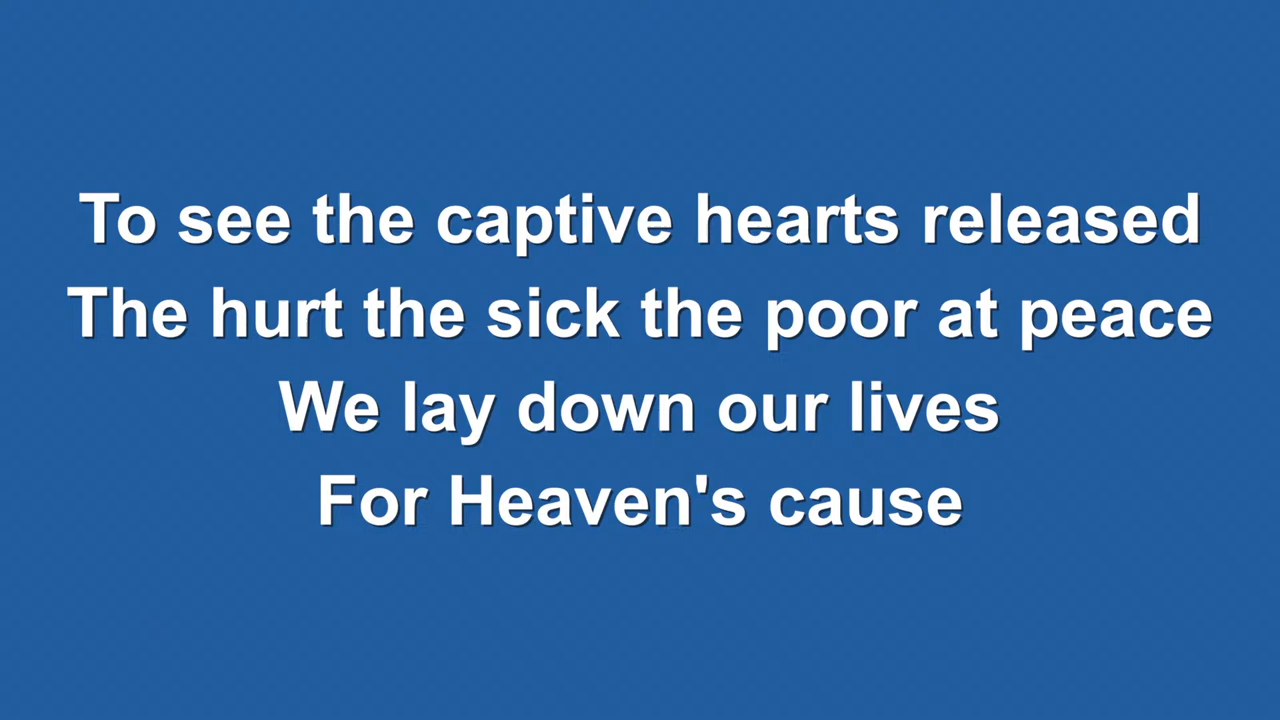 To see the captive hearts released
The hurt the sick the poor at peace
We lay down our lives
For Heaven's cause